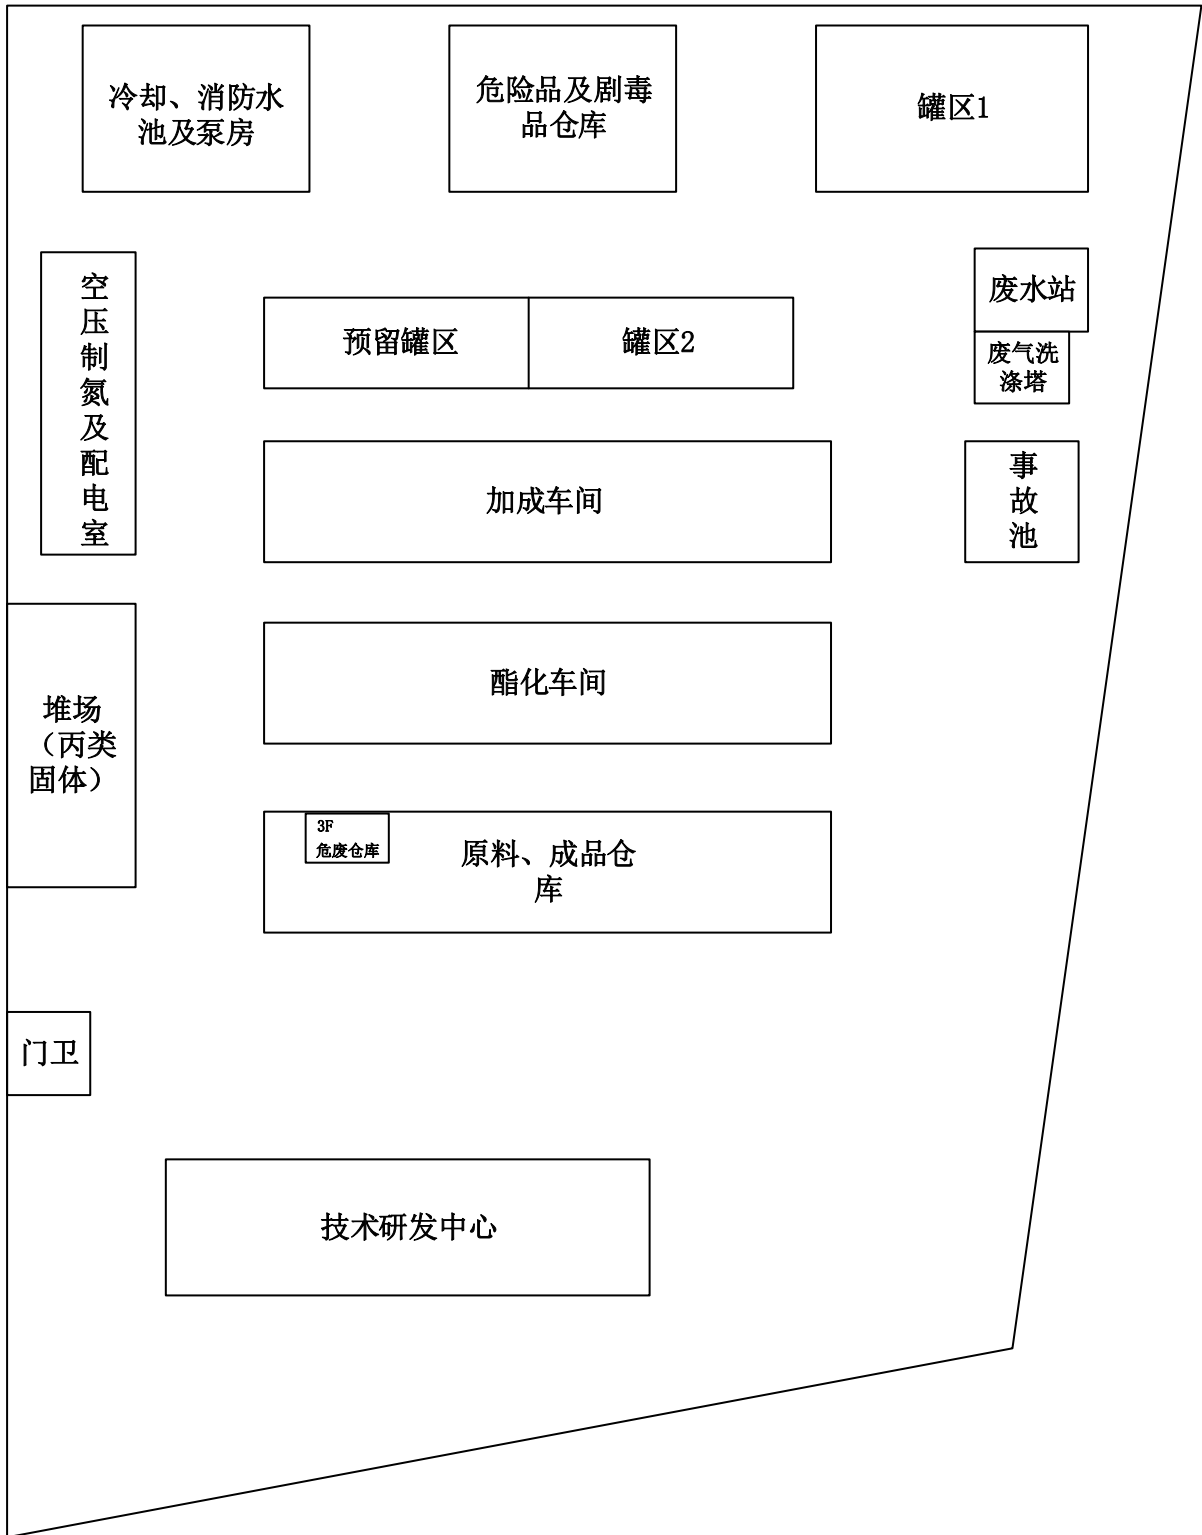 冷却、消防水
池及泵房
危险品及剧毒
品仓库
罐区1
空
压
制
氮
及
配
电
室
预留罐区
罐区2
废水站
废气洗
涤塔
加成车间
事
故
池
堆场
（丙类
固体）
酯化车间
3F
危废仓库
原料、成品仓
库
门卫
技术研发中心